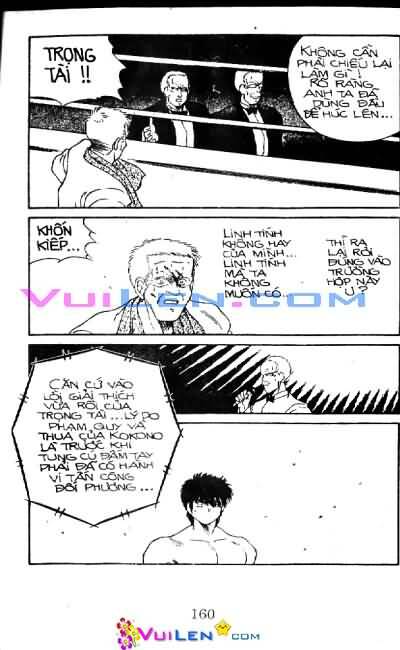 TRỌNG
TÀI !!
KHÔNG CẦN
PHẢI CHIẾU LẠI
LÀM GÌ !
RÕ RÀNG
ANH TA ĐÃ
DÙNG ĐẦU
ĐỂ HÚC LÊN...
KHỐN
KIẾP...
LINH TÍNH
KHÔNG HAY
CỦA MÌNH...
LINH TÍNH
MÀ TA
KHÔNG
MUỐN CÓ...
THÌ RA
LẠI RƠI
ĐÚNG VÀO
TRƯỜNG
HỢP NÀY
Ư?
VUILEN.COM
CĂN CỨ VÀO
LỜI GIẢI THÍCH
VỪA RỒI CỦA
TRỌNG TÀI... LÝ DO
PHẠM QUY VÀ
THUA CỦA KOKONO
LÀ TRƯỚC KHI
TUNG CÚ ĐẤM TAY
PHẢI ĐÃ CÓ HÀNH
VI TẤN CÔNG
ĐỐI PHƯƠNG...
160
VUILEN.COM